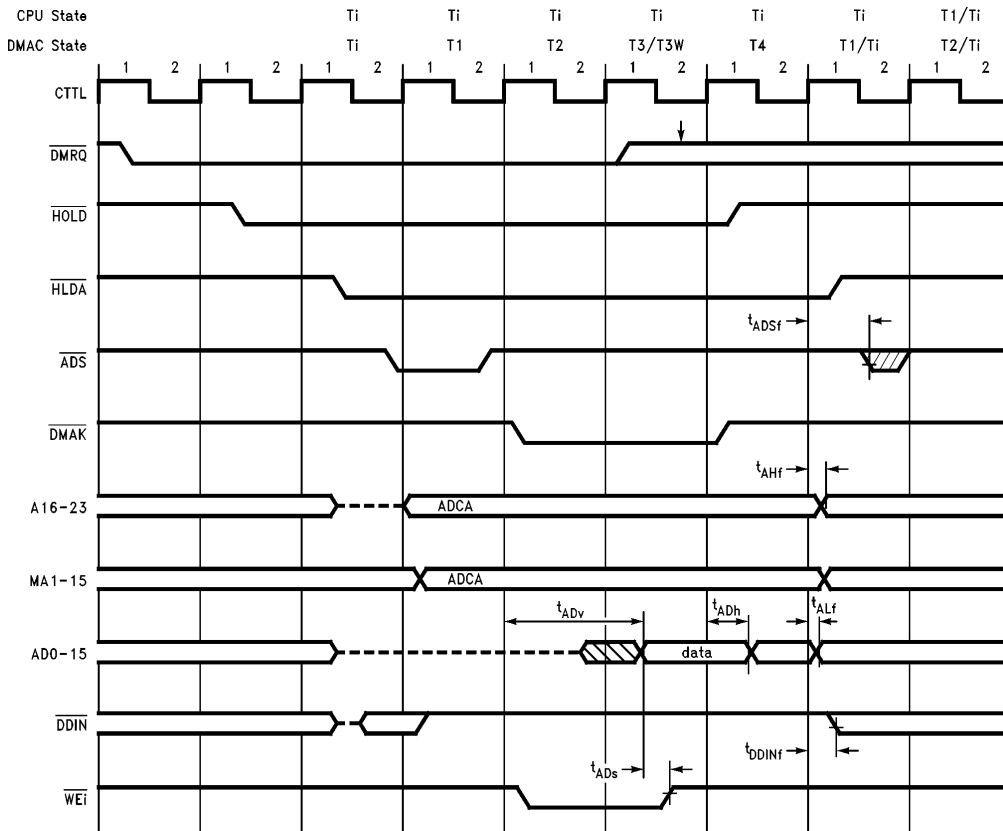 CPU State Ti Ti Ti Ti Ti Ti T1/Ti
DMAC State Ti T1 T2 T3/T3W T4 T1/Ti T2/Ti
1 2 1 2 1 2 1 2 1 2 1 2 1 2 1 2 1 2
CTTL
DMRQ
HOLD
HLDA
tADSf
ADS
DMAK
tAHf
A16-23 ADCA
MA1-15 ADCA
tADv tADh tALf
AD0-15 data
DDIN
tDDINf
tADs
WEi